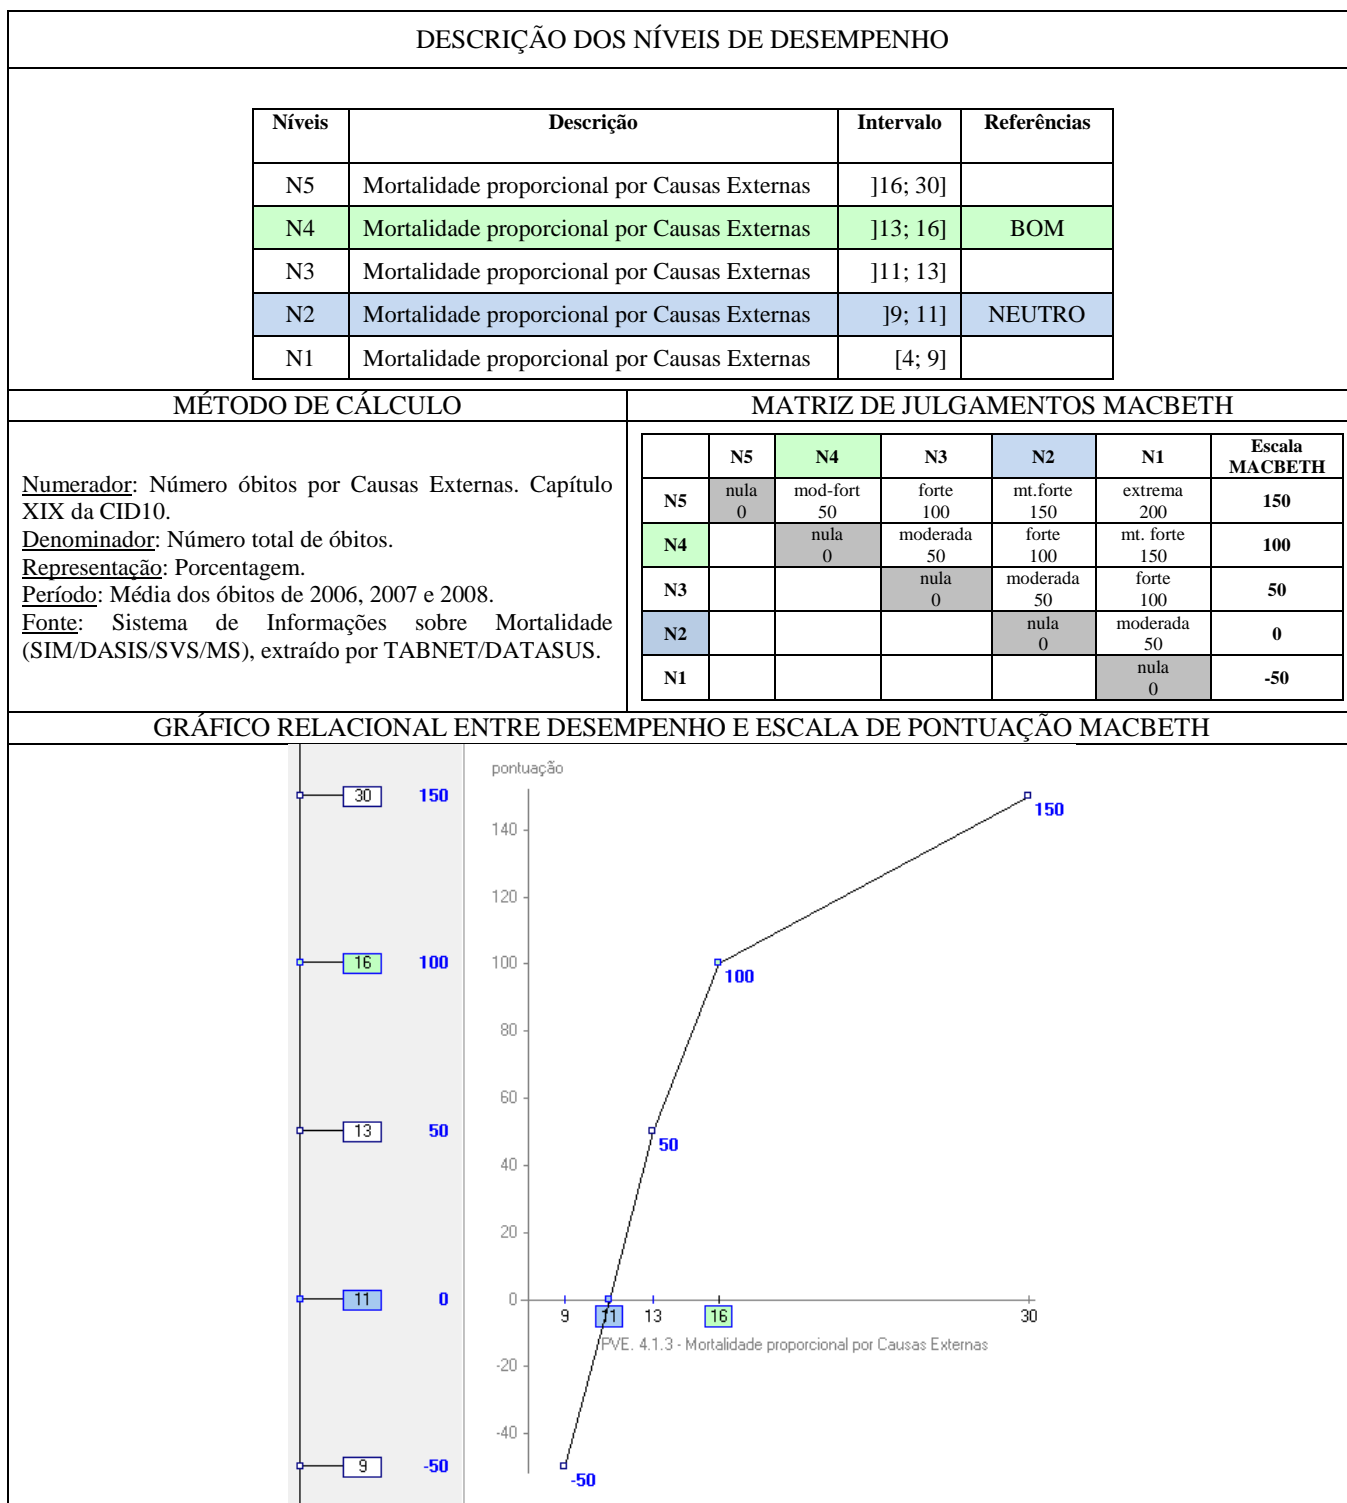 DESCRIÇÃO DOS NÍVEIS DE DESEMPENHO
Níveis Descrição Intervalo Referências
N5 Mortalidade proporcional por Causas Externas ]16; 30]
N4 Mortalidade proporcional por Causas Externas ]13; 16] BOM
N3 Mortalidade proporcional por Causas Externas ]11; 13]
N2 Mortalidade proporcional por Causas Externas ]9; 11] NEUTRO
N1 Mortalidade proporcional por Causas Externas [4; 9]
MÉTODO DE CÁLCULO
Numerador: Número óbitos por Causas Externas. Capítulo
XIX da CID10.
Denominador: Número total de óbitos.
Representação: Porcentagem.
Período: Média dos óbitos de 2006, 2007 e 2008.
Fonte: Sistema de Informações sobre Mortalidade
(SIM/DASIS/SVS/MS), extraído por TABNET/DATASUS.
MATRIZ DE JULGAMENTOS MACBETH
N5 N4 N3 N2 N1 Escala
MACBETH
N5 nula mod-fort forte mt.forte extrema 150
0 50 100 150 200
N4 nula moderada forte mt. forte 100
0 50 100 150
N3 nula moderada forte 50
0 50 100
N2 nula moderada 0
0 50
N1 nula -50
0
GRÁFICO RELACIONAL ENTRE DESEMPENHO E ESCALA DE PONTUAÇÃO MACBETH
30 150
16 100
13 50
11 0
9 -50
pontuação
140
120
100
80
60
40
20
0
-20
-40
150
100
50
-50
9 11 13 16 30
PVE. 4.1.3 - Mortalidade proporcional por Causas Externas